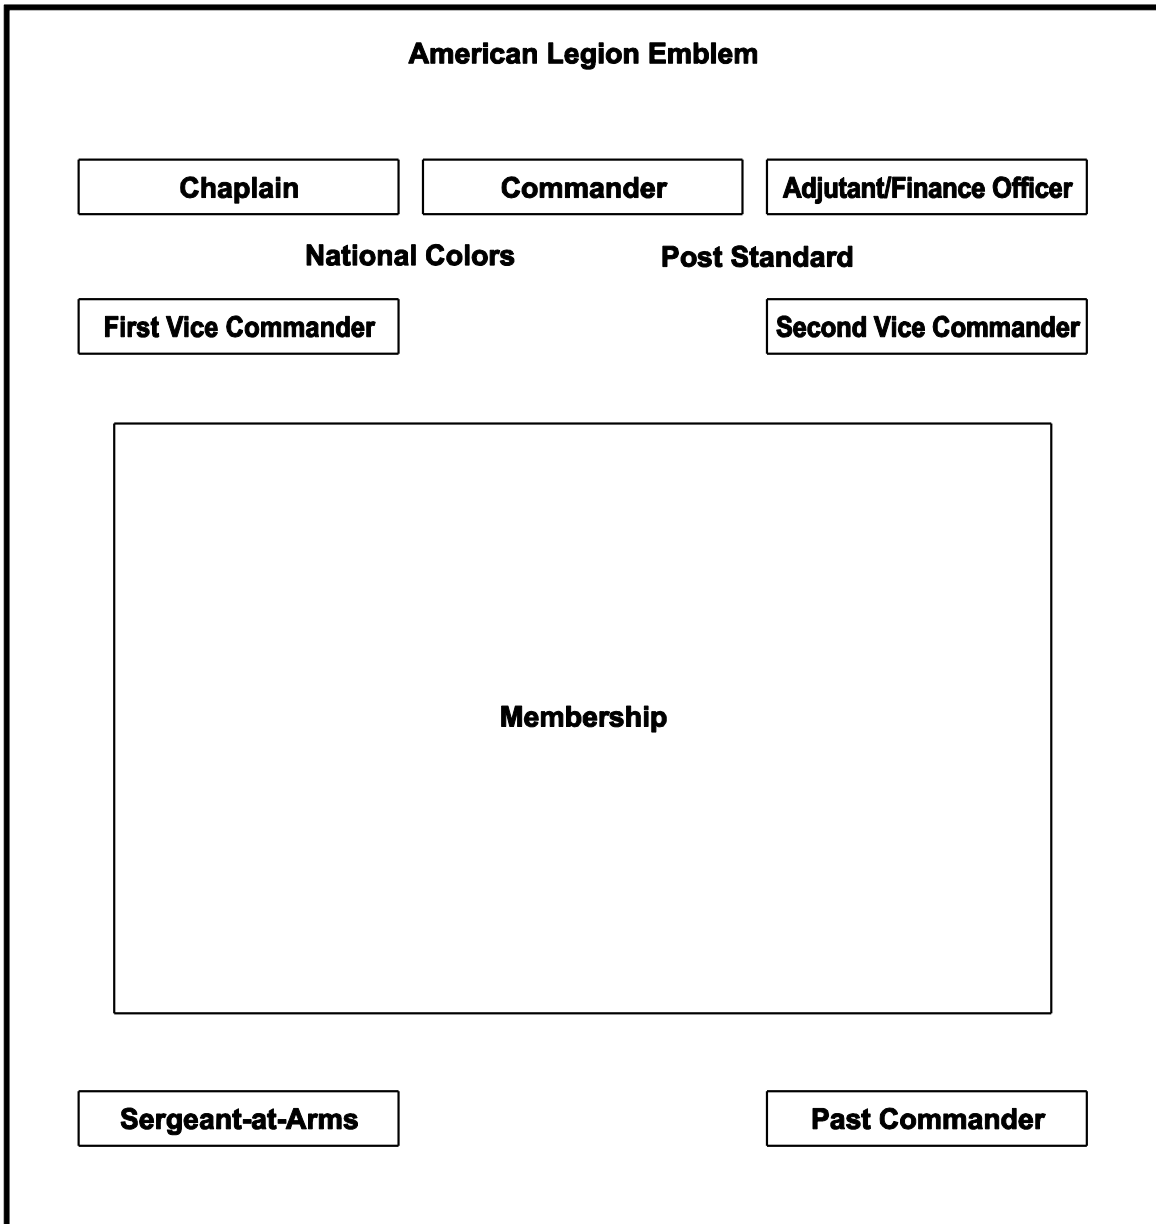 American Legion Emblem
Chaplain
Commander
Adjutant/Finance Officer
National Colors
Post Standard
First Vice Commander
Second Vice Commander
Membership
Sergeant-at-Arms
Past Commander